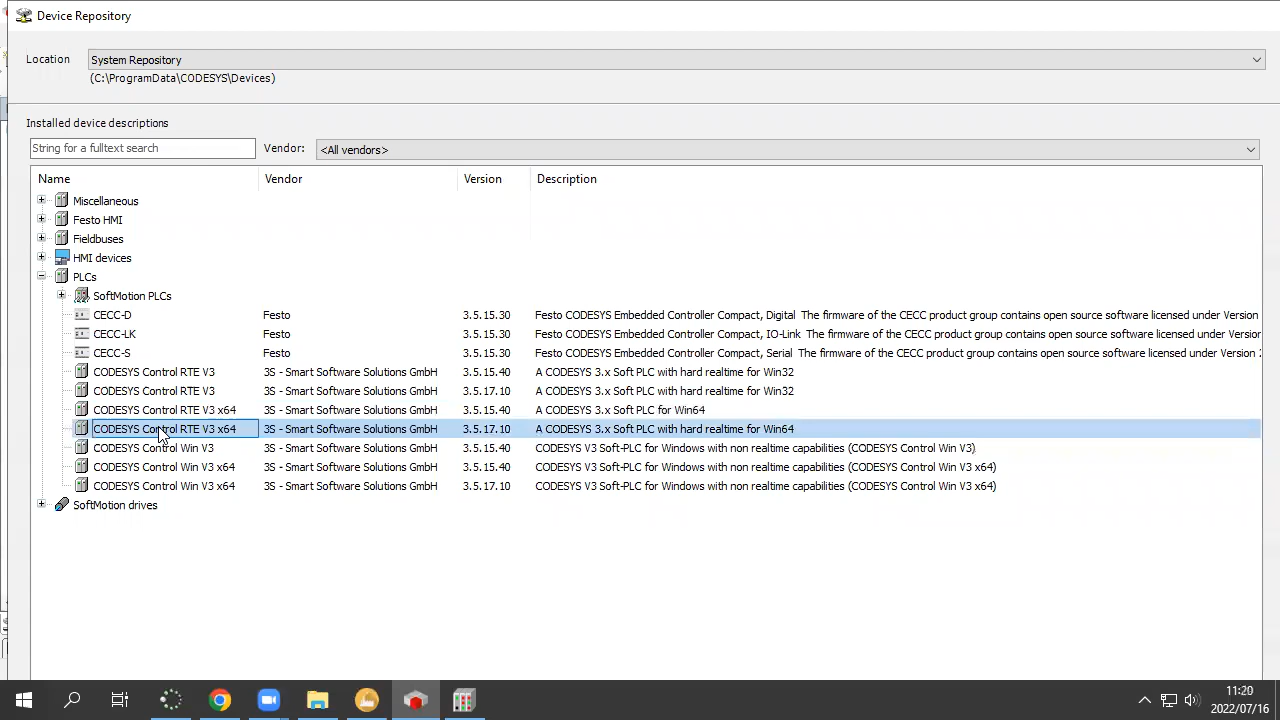 Device Repository
Location System Repository
(C:\ProgramData\CODESYS\Devices)
Installed device descriptions
String for a fulltext search Vendor: <All vendors>
Name Vendor Version Description
Miscellaneous
Festo HMI
Fieldbuses
HMI devices
PLCs
SoftMotion PLCs
CECC-D Festo 3.5.15.30 Festo CODESYS Embedded Controller Compact, Digital The firmware of the CECC product group contains open source software licensed under Version
CECC-LK Festo 3.5.15.30 Festo CODESYS Embedded Controller Compact, IO-Link The firmware of the CECC product group contains open source software licensed under Version
CECC-S Festo 3.5.15.30 Festo CODESYS Embedded Controller Compact, Serial The firmware of the CECC product group contains open source software licensed under Version
CODESYS Control RTE V3 3S - Smart Software Solutions GmbH 3.5.15.40 A CODESYS 3.x Soft PLC with hard realtime for Win32
CODESYS Control RTE V3 3S - Smart Software Solutions GmbH 3.5.17.10 A CODESYS 3.x Soft PLC with hard realtime for Win32
CODESYS Control RTE V3 x64 3S - Smart Software Solutions GmbH 3.5.15.40 A CODESYS 3.x Soft PLC for Win64
CODESYS Control RTE V3 x64 3S - Smart Software Solutions GmbH 3.5.17.10 A CODESYS 3.x Soft PLC with hard realtime for Win64
CODESYS Control Win V3 3S - Smart Software Solutions GmbH 3.5.15.40 CODESYS V3 Soft-PLC for Windows with non realtime capabilities (CODESYS Control Win V3)
CODESYS Control Win V3 x64 3S - Smart Software Solutions GmbH 3.5.15.40 CODESYS V3 Soft-PLC for Windows with non realtime capabilities (CODESYS Control Win V3 x64)
CODESYS Control Win V3 x64 3S - Smart Software Solutions GmbH 3.5.17.10 CODESYS V3 Soft-PLC for Windows with non realtime capabilities (CODESYS Control Win V3 x64)
SoftMotion drives
11:20
2022/07/16